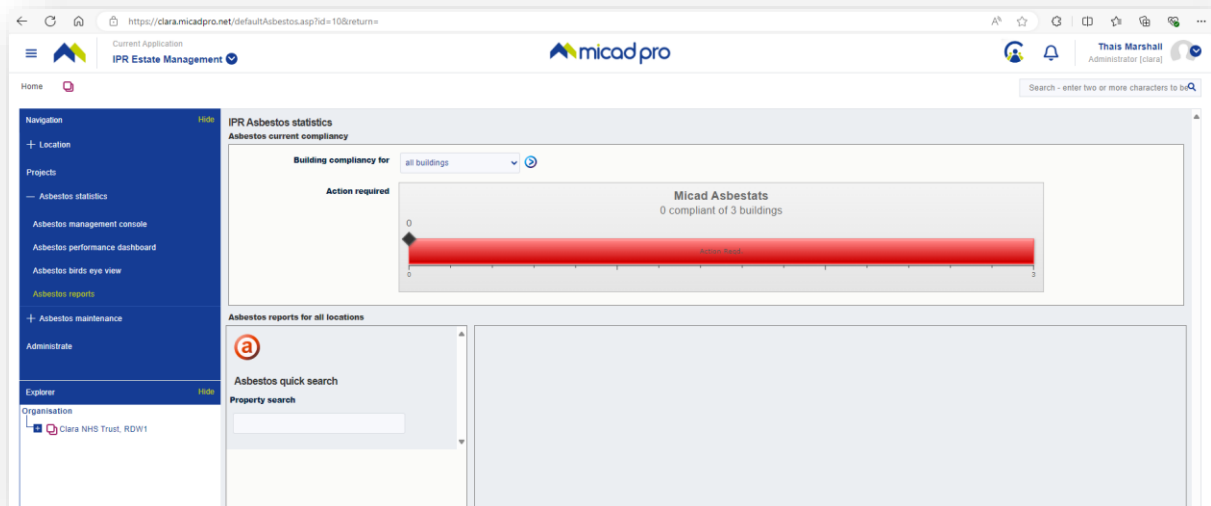 https://clara.micadpro.net/defaultAsbestos.asp?id=10&return=
Current Application
IPR Estate Management
micad pro
Thais Marshall
Administrator [clara]
Home
Search - enter two or more characters to be
Navigation Hide
+ Location
Projects
— Asbestos statistics
Asbestos management console
Asbestos performance dashboard
Asbestos birds eye view
Asbestos reports
+ Asbestos maintenance
Administrate
Explorer Hide
Organisation
Clara NHS Trust, RDW1
IPR Asbestos statistics
Asbestos current compliancy
Building compliancy for all buildings
Action required
Micad Asbestats
0 compliant of 3 buildings
0
0 3
Asbestos reports for all locations
a
Asbestos quick search
Property search